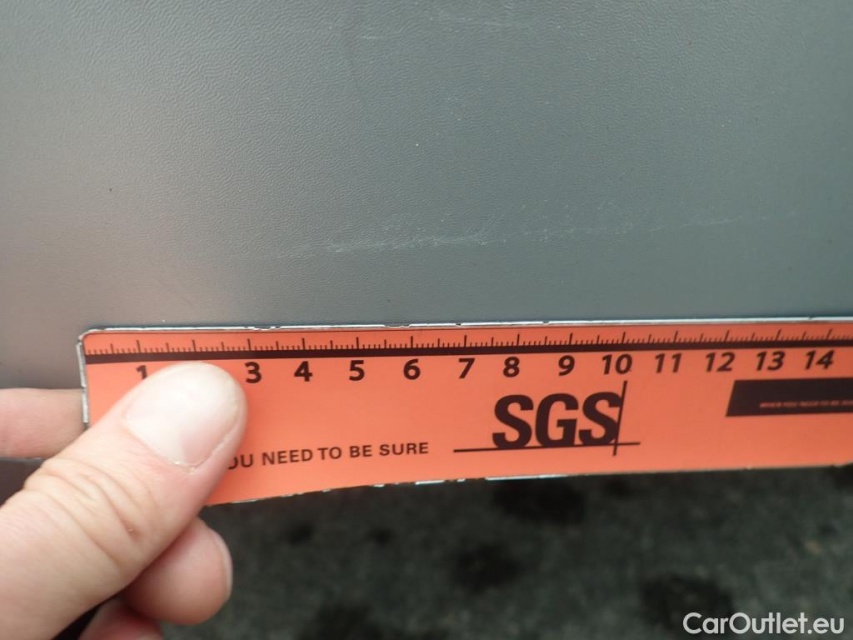 1 3 4 5 6 7 8 9 10 11 12 13 14
SGS
OU NEED TO BE SURE
CarOutlet.eu